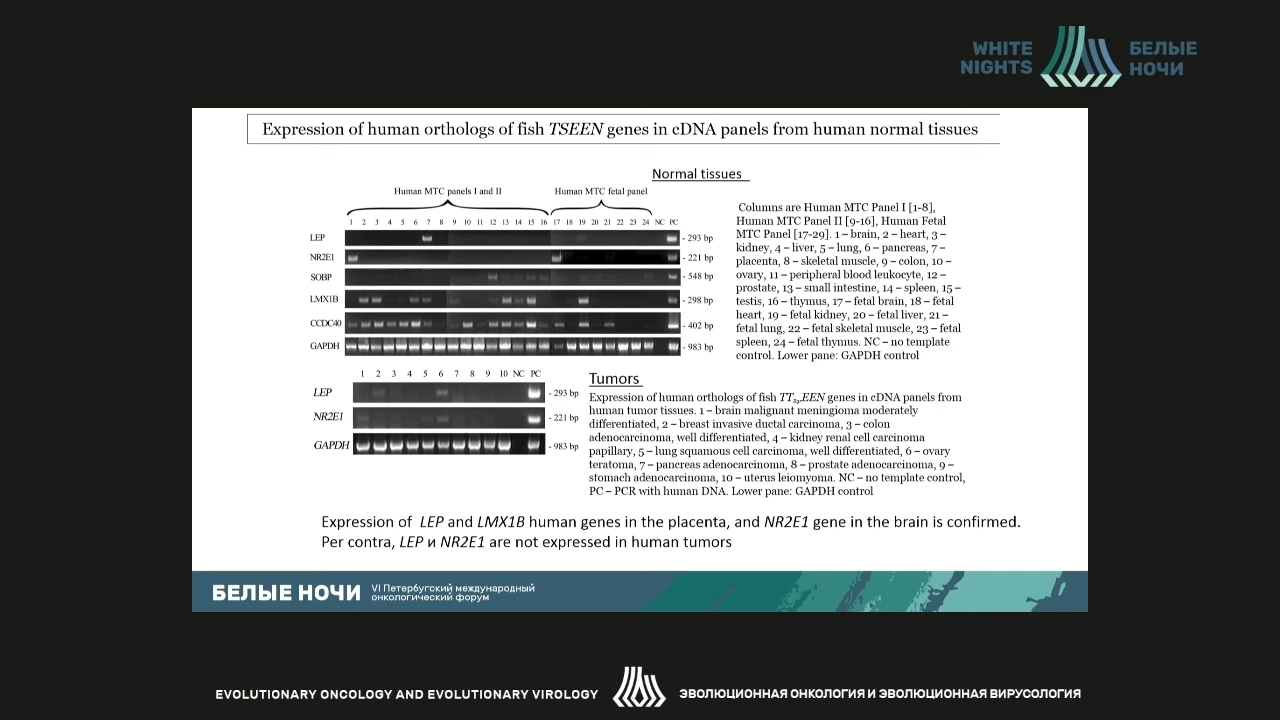 WHITE
NIGHTS
БЕЛЫЕ
НОЧИ
Expression of human orthologs of fish TSEEN genes in cDNA panels from human normal tissues
Normal tissues
Human MTC panels I and II
Human MTC fetal panel
1 2 3 4 5 6 7 8 9 10 11 12 13 14 15 16 17 18 19 20 21 22 23 24 NC PC
LEP - 293 bp
NR2E1 - 221 bp
SOBP - 548 bp
LMX1B - 298 bp
CCDC40 - 402 bp
GAPDH - 983 bp
Columns are Human MTC Panel I [1-8],
Human MTC Panel II [9-16], Human Fetal
MTC Panel [17-29]. 1 – brain, 2 – heart, 3 –
kidney, 4 – liver, 5 – lung, 6 – pancreas, 7 –
placenta, 8 – skeletal muscle, 9 – colon, 10 –
ovary, 11 – peripheral blood leukocyte, 12 –
prostate, 13 – small intestine, 14 – spleen, 15 –
testis, 16 – thymus, 17 – fetal brain, 18 – fetal
heart, 19 – fetal kidney, 20 – fetal liver, 21 –
fetal lung, 22 – fetal skeletal muscle, 23 – fetal
spleen, 24 – fetal thymus. NC – no template
control. Lower pane: GAPDH control
1 2 3 4 5 6 7 8 9 10 NC PC
LEP - 293 bp
NR2E1 - 221 bp
GAPDH - 983 bp
Tumors
Expression of human orthologs of fish TT EEN genes in cDNA panels from
human tumor tissues. 1 – brain malignant meningioma moderately
differentiated, 2 – breast invasive ductal carcinoma, 3 – colon
adenocarcinoma, well differentiated, 4 – kidney renal cell carcinoma
papillary, 5 – lung squamous cell carcinoma, well differentiated, 6 – ovary
teratoma, 7 – pancreas adenocarcinoma, 8 – prostate adenocarcinoma, 9 –
stomach adenocarcinoma, 10 – uterus leiomyoma. NC – no template control,
PC – PCR with human DNA. Lower pane: GAPDH control
Expression of LEP and LMX1B human genes in the placenta, and NR2E1 gene in the brain is confirmed.
Per contra, LEP и NR2E1 are not expressed in human tumors
БЕЛЫЕ НОЧИ
VI Петербугский международный
онкологический форум
EVOLUTIONARY ONCOLOGY AND EVOLUTIONARY VIROLOGY
ЭВОЛЮЦИОННАЯ ОНКОЛОГИЯ И ЭВОЛЮЦИОННАЯ ВИРУСОЛОГИЯ